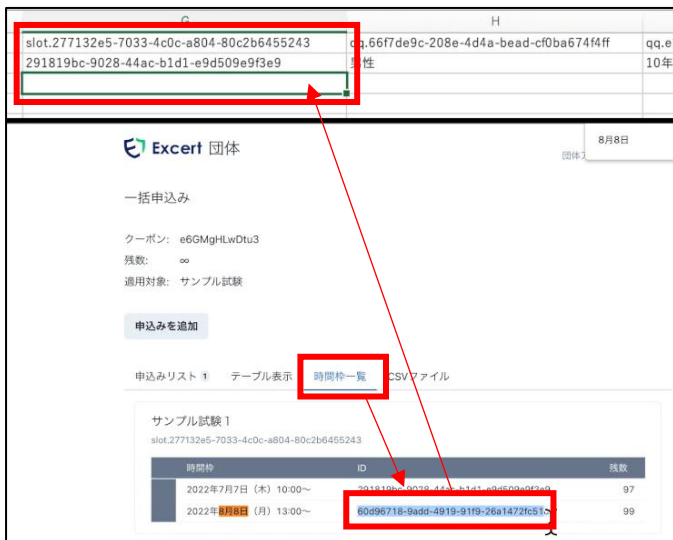 G H
slot.277132e5-7033-4c0c-a804-80c2b6455243 qq.66f7de9c-208e-4d4a-bead-cf0ba674f4ff qq.e
291819bc-9028-44ac-b1d1-e9d509e9f3e9 男性 10年
8月8日
Excert 団体
団体
一括申込み
クーポン: e6GMgHLwDtu3
残数: ∞
適用対象: サンプル試験
申込みを追加
申込みリスト 1 テーブル表示 時間枠一覧 CSVファイル
サンプル試験 1
slot.277132e5-7033-4c0c-a804-80c2b6455243
時間枠 ID 残数
2022年7月7日（木）10:00～ 291819bc-9028-44ac-b1d1-e9d509e9f3e9 97
2022年8月8日（月）13:00～ 99